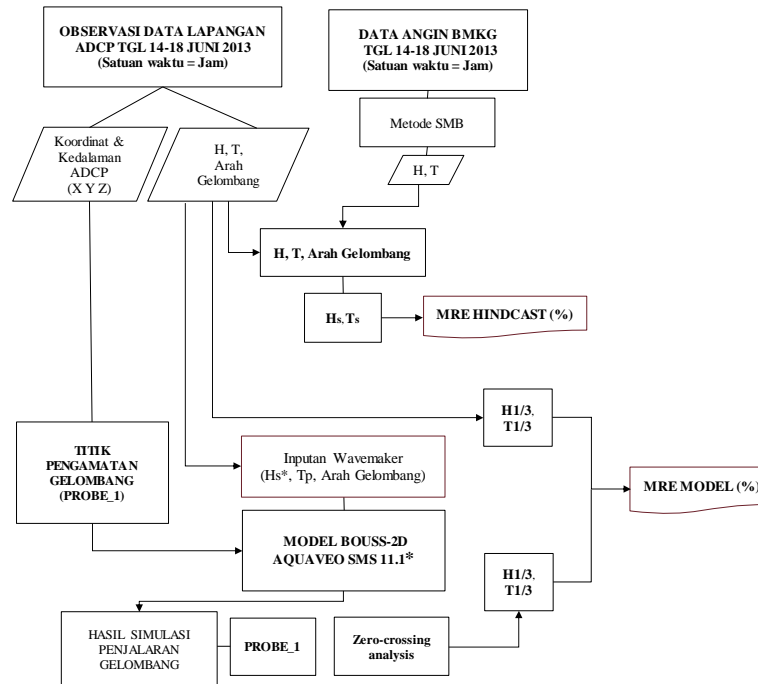 OBSERVASI DATA LAPANGAN
ADCP TGL 14-18 JUNI 2013
(Satuan waktu = Jam)
DATA ANGIN BMKG
TGL 14-18 JUNI 2013
(Satuan waktu = Jam)
Metode SMB
Koordinat &
Kedalaman
ADCP
(X Y Z)
H, T,
Arah
Gelombang
H, T
H, T, Arah Gelombang
Hs,Ts
MRE HINDCAST (%)
H1/3,
T1/3
TITIK
PENGAMATAN
GELOMBANG
(PROBE_1)
Inputan Wavemaker
(Hs*, Tp, Arah Gelombang)
MRE MODEL (%)
MODEL BOUSS-2D
AQUAVEO SMS 11.1*
H1/3,
T1/3
HASIL SIMULASI
PENJALARAN
GELOMBANG
PROBE_1
Zero-crossing
analysis